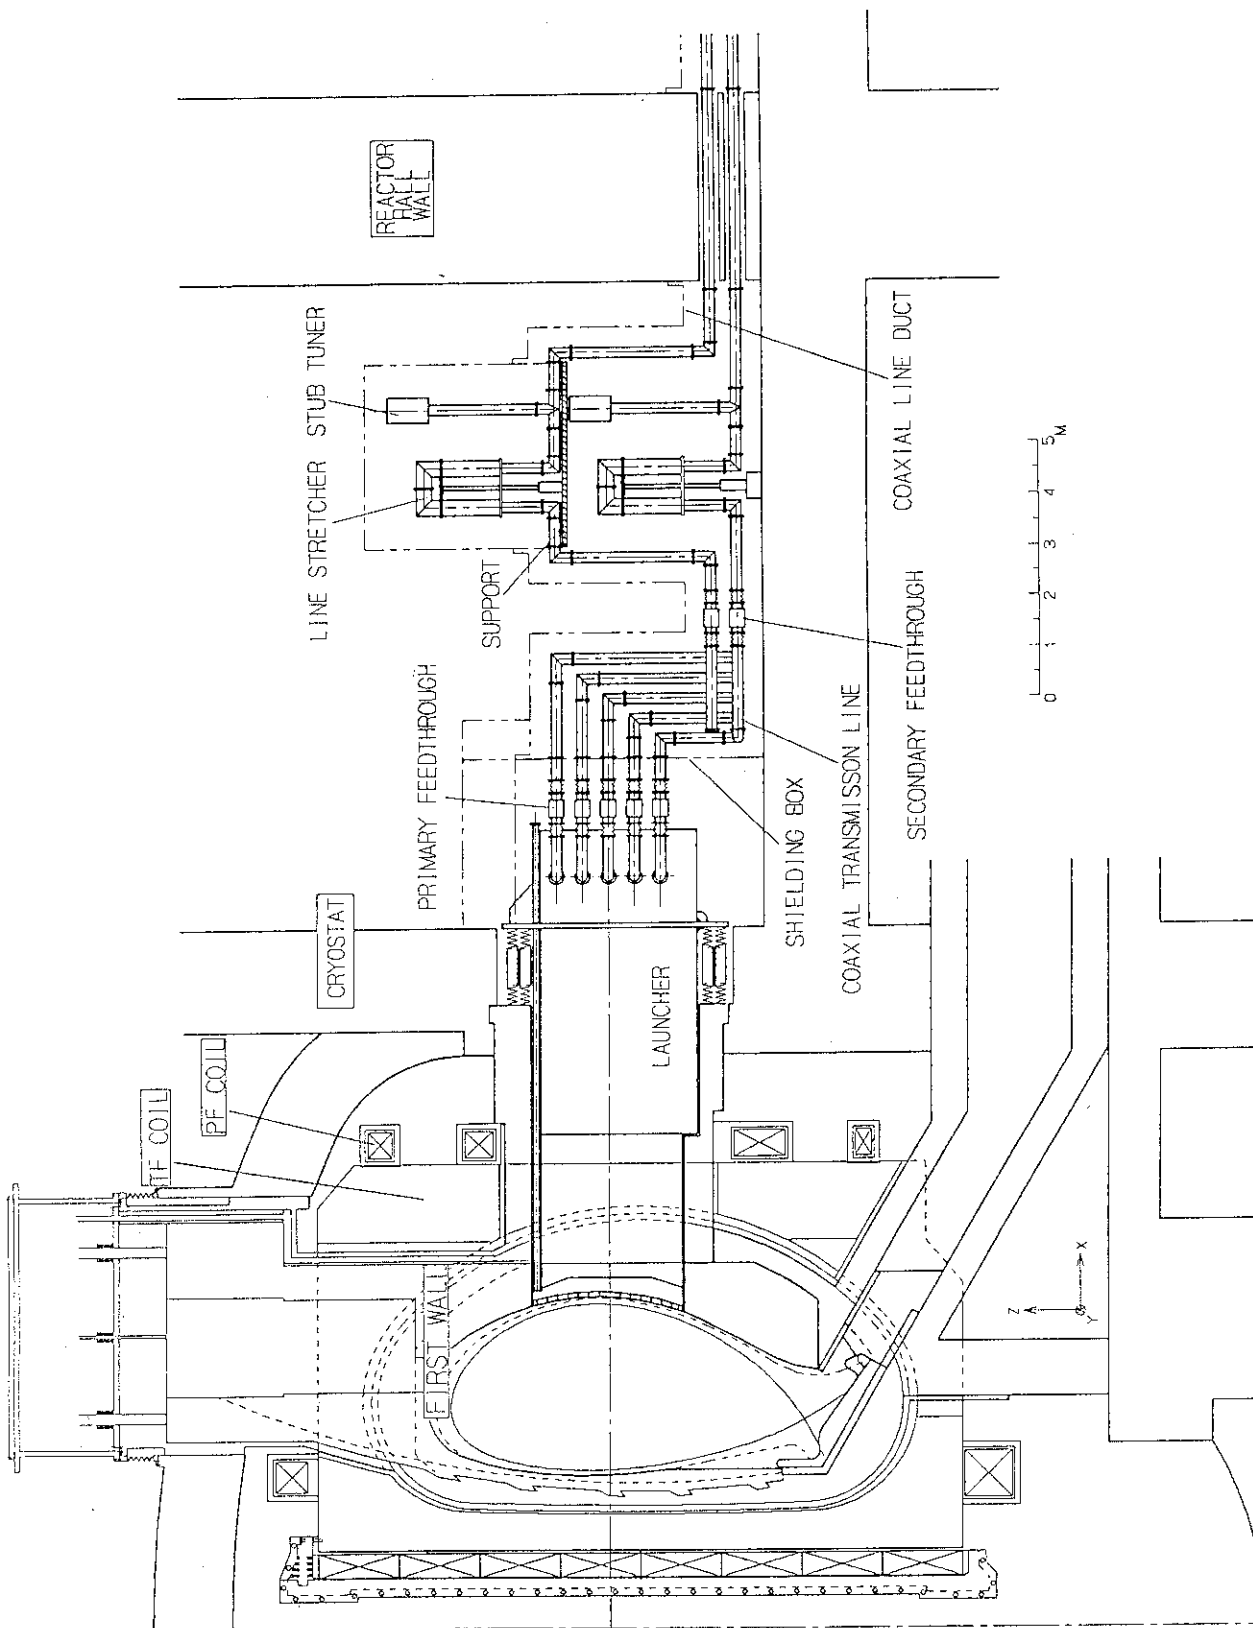 REACTOR
HALL
WALL
LINE STRETCHER
STUB TUNER
SUPPORT
PRIMARY FEEDTHROUGH
CRYOSTAT
PF COIL
TF COIL
FIRST WALL
LAUNCHER
SHIELDING BOX
COAXIAL TRANSMISSON LINE
SECONDARY FEEDTHROUGH
COAXIAL LINE DUCT
0 1 2 3 4 5 M
Z
Y
X